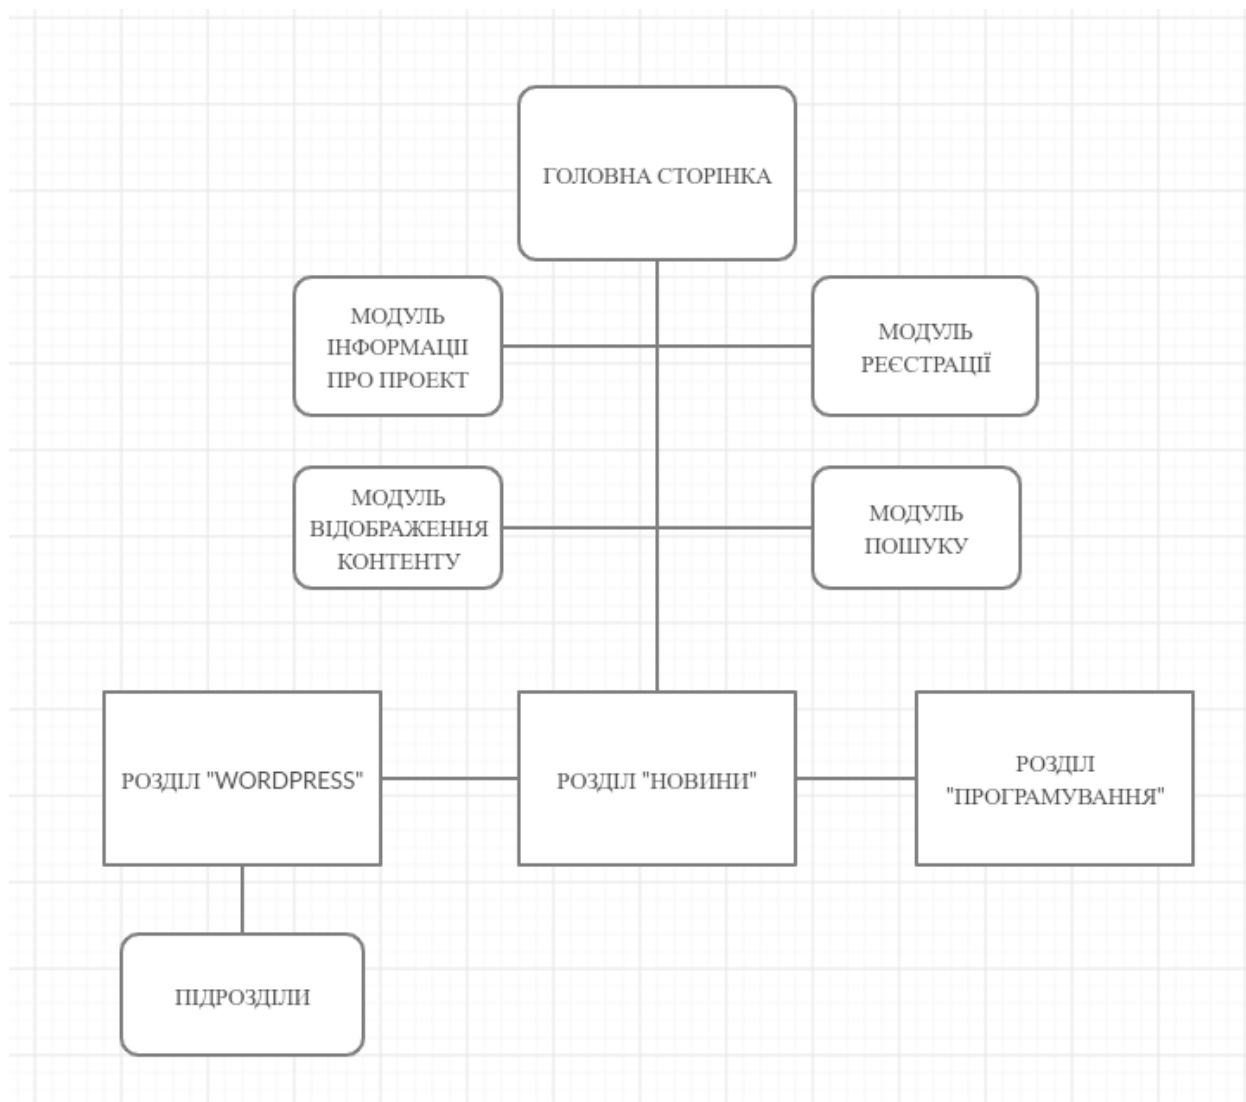 ГОЛОВНА СТОРІНКА
МОДУЛЬ
ІНФОРМАЦІІ
ПРО ПРОЕКТ
МОДУЛЬ
РЕЄСТРАЦІЇ
МОДУЛЬ
ВІДОБРАЖЕННЯ
КОНТЕНТУ
МОДУЛЬ
ПОШУКУ
РОЗДІЛ "WORDPRESS"
РОЗДІЛ "НОВИНИ"
РОЗДІЛ
"ПРОГРАМУВАННЯ"
ПІДРОЗДІЛИ